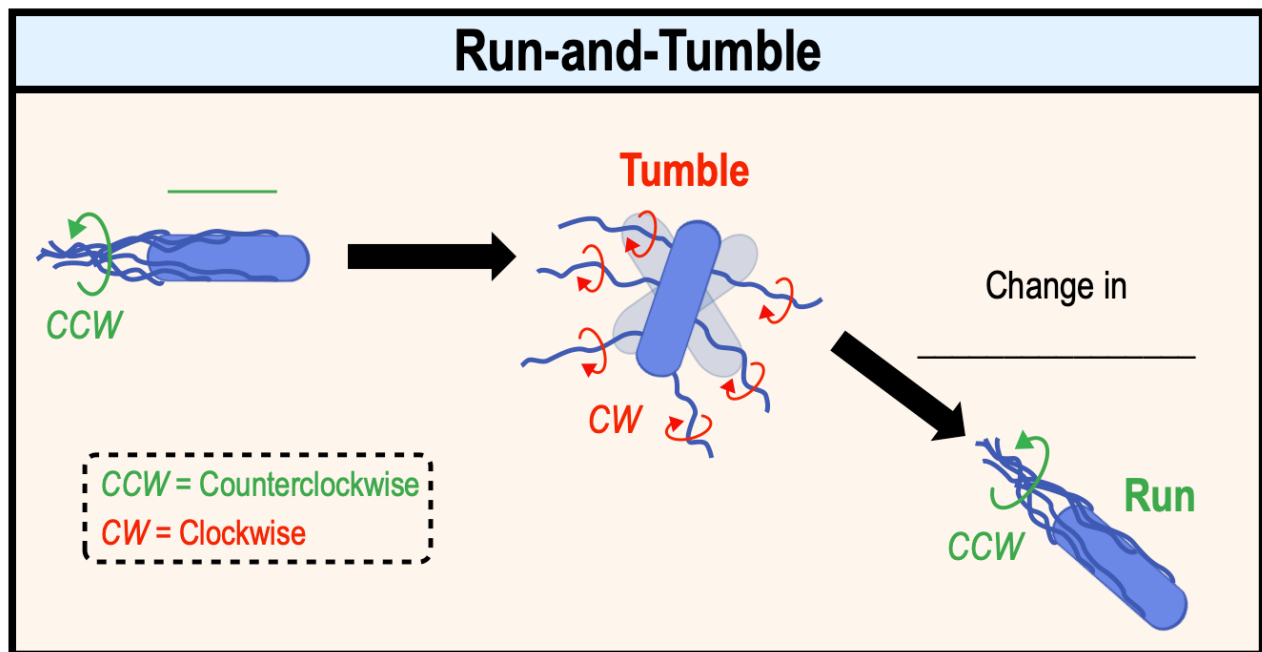 Run-and-Tumble
Tumble
CCW
CW
Change in
Run
CCW
CCW = Counterclockwise
CW = Clockwise